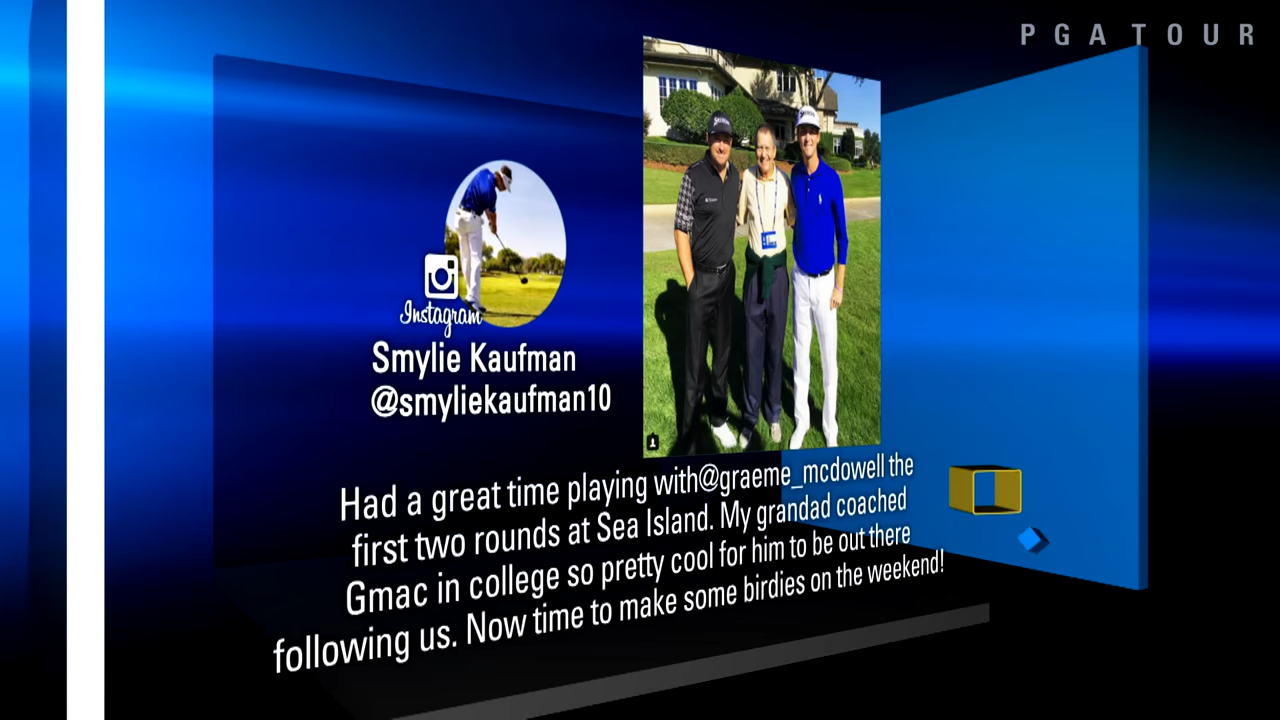 PGA TOUR
Instagram
Smylie Kaufman
@smyliekaufman10
Had a great time playing with@graeme_mcdowell the
first two rounds at Sea Island. My grandad coached
Gmac in college so pretty cool for him to be out there
following us. Now time to make some birdies on the weekend!